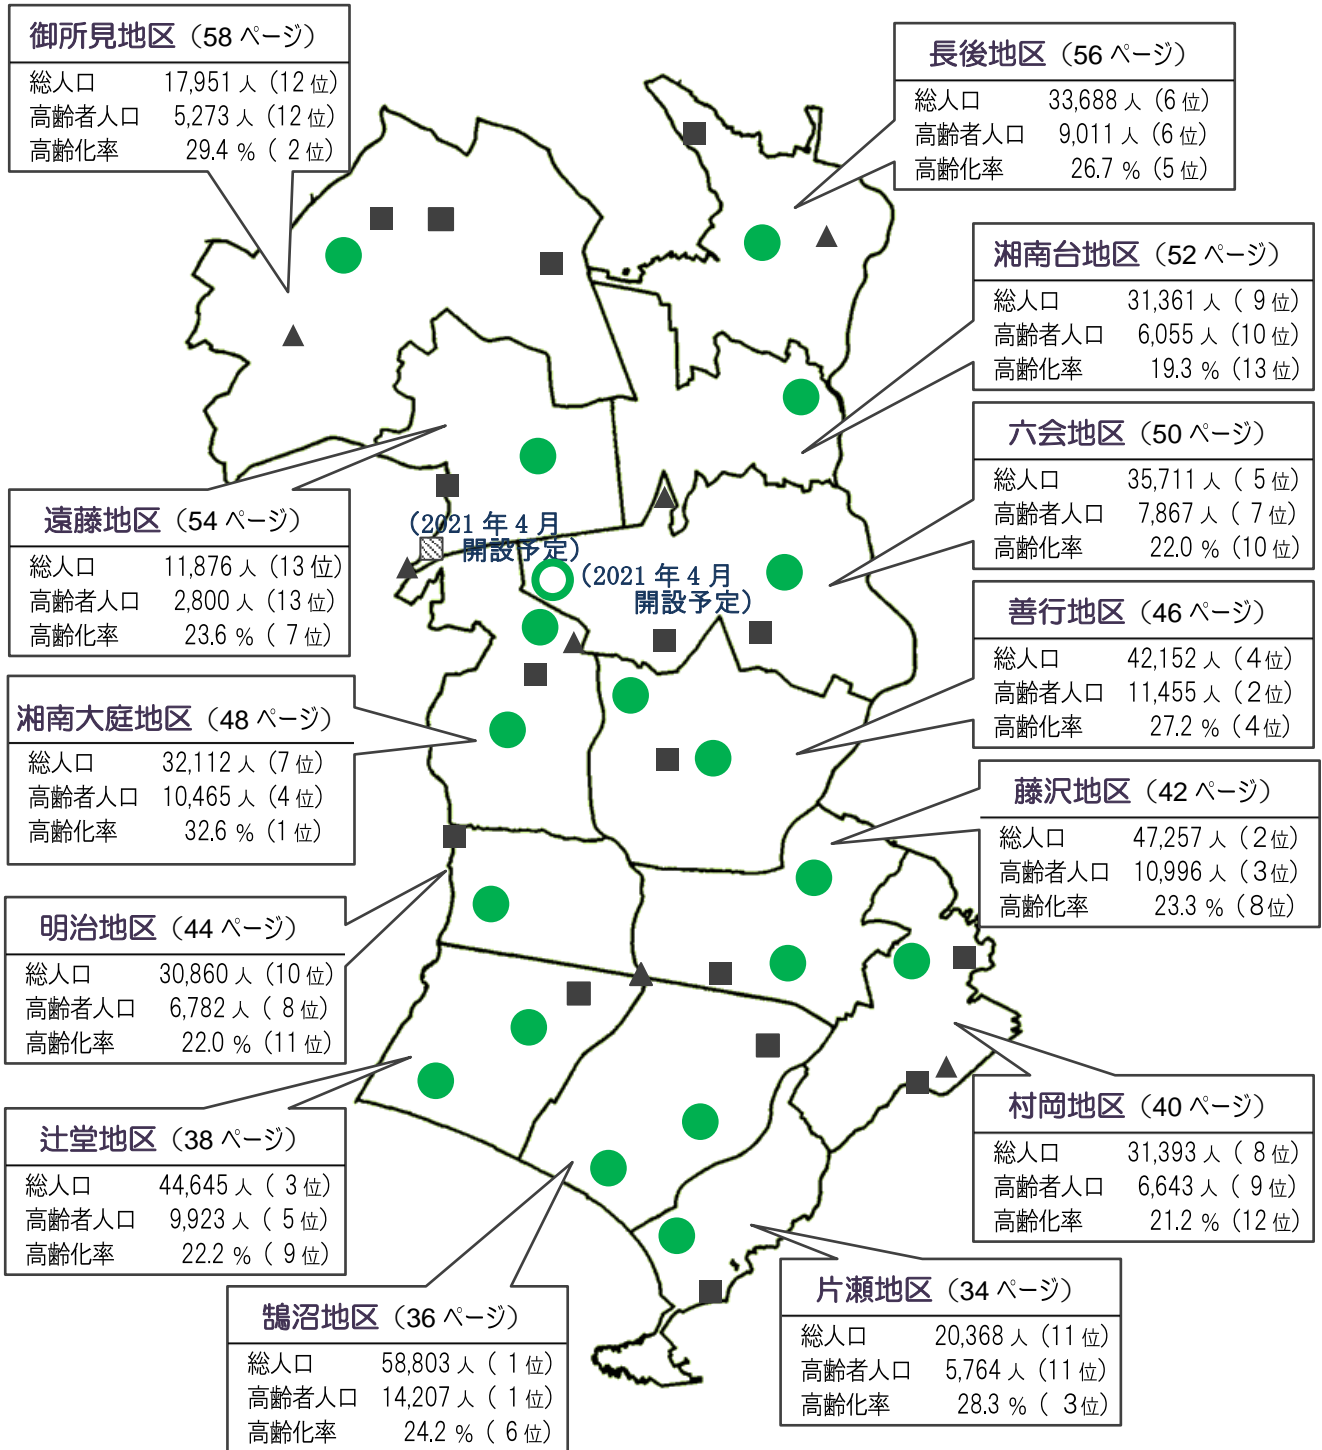 御所見地区（58 ページ）
総人口 17,951 人（12 位）
高齢者人口 5,273 人（12 位）
高齢化率 29.4 %（ 2 位）
長後地区（56 ページ）
総人口 33,688 人（6 位）
高齢者人口 9,011 人（6 位）
高齢化率 26.7 %（5 位）
湘南台地区（52 ページ）
総人口 31,361 人（ 9 位）
高齢者人口 6,055 人（10 位）
高齢化率 19.3 %（13 位）
六会地区（50 ページ）
総人口 35,711 人（ 5 位）
高齢者人口 7,867 人（ 7 位）
高齢化率 22.0 %（10 位）
遠藤地区（54 ページ）
総人口 11,876 人（13 位）
高齢者人口 2,800 人（13 位）
高齢化率 23.6 %（ 7 位）
（2021 年 4 月
開設予定）
（2021 年 4 月
開設予定）
善行地区（46 ページ）
総人口 42,152 人（4 位）
高齢者人口 11,455 人（2 位）
高齢化率 27.2 %（4 位）
湘南大庭地区（48 ページ）
総人口 32,112 人（7 位）
高齢者人口 10,465 人（4 位）
高齢化率 32.6 %（1 位）
藤沢地区（42 ページ）
総人口 47,257 人（2 位）
高齢者人口 10,996 人（3 位）
高齢化率 23.3 %（8 位）
明治地区（44 ページ）
総人口 30,860 人（10 位）
高齢者人口 6,782 人（ 8 位）
高齢化率 22.0 %（11 位）
村岡地区（40 ページ）
総人口 31,393 人（ 8 位）
高齢者人口 6,643 人（ 9 位）
高齢化率 21.2 %（12 位）
辻堂地区（38 ページ）
総人口 44,645 人（ 3 位）
高齢者人口 9,923 人（ 5 位）
高齢化率 22.2 %（ 9 位）
鵠沼地区（36 ページ）
総人口 58,803 人（ 1 位）
高齢者人口 14,207 人（ 1 位）
高齢化率 24.2 %（ 6 位）
片瀬地区（34 ページ）
総人口 20,368 人（11 位）
高齢者人口 5,764 人（11 位）
高齢化率 28.3 %（ 3 位）